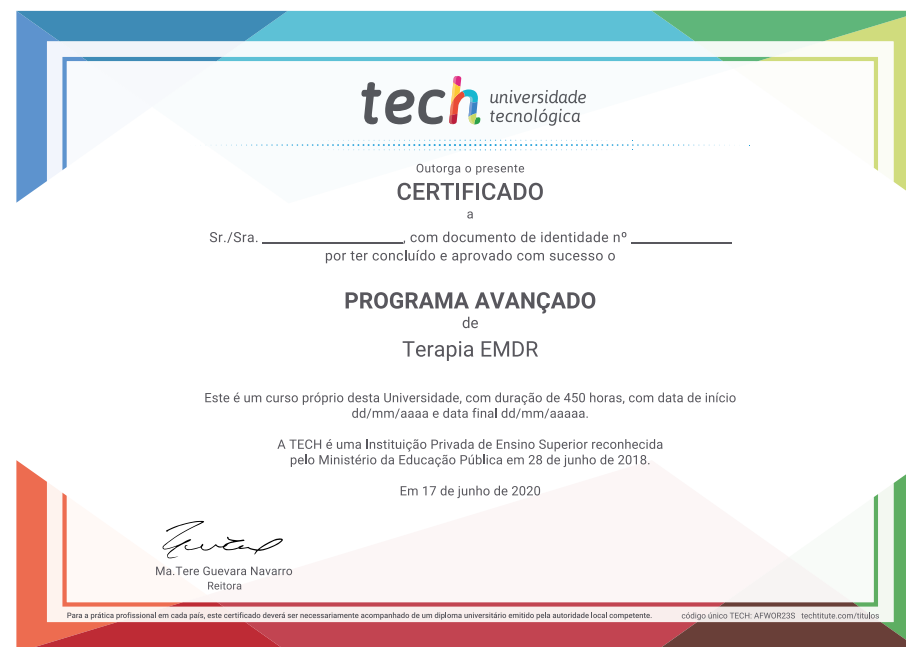 tech universidade
tecnológica
Outorga o presente
CERTIFICADO
a
Sr./Sra. ________________, com documento de identidade nº ____________
por ter concluído e aprovado com sucesso o
PROGRAMA AVANÇADO
de
Terapia EMDR
Este é um curso próprio desta Universidade, com duração de 450 horas, com data de início
dd/mm/aaaa e data final dd/mm/aaaaa.
A TECH é uma Instituição Privada de Ensino Superior reconhecida
pelo Ministério da Educação Pública em 28 de junho de 2018.
Em 17 de junho de 2020
Ma.Tere Guevara Navarro
Reitora
Para a prática profissional em cada país, este certificado deverá ser necessariamente acompanhado de um diploma universitário emitido pela autoridade local competente. código único TECH: AFWOR23S techtitute.com/titulos